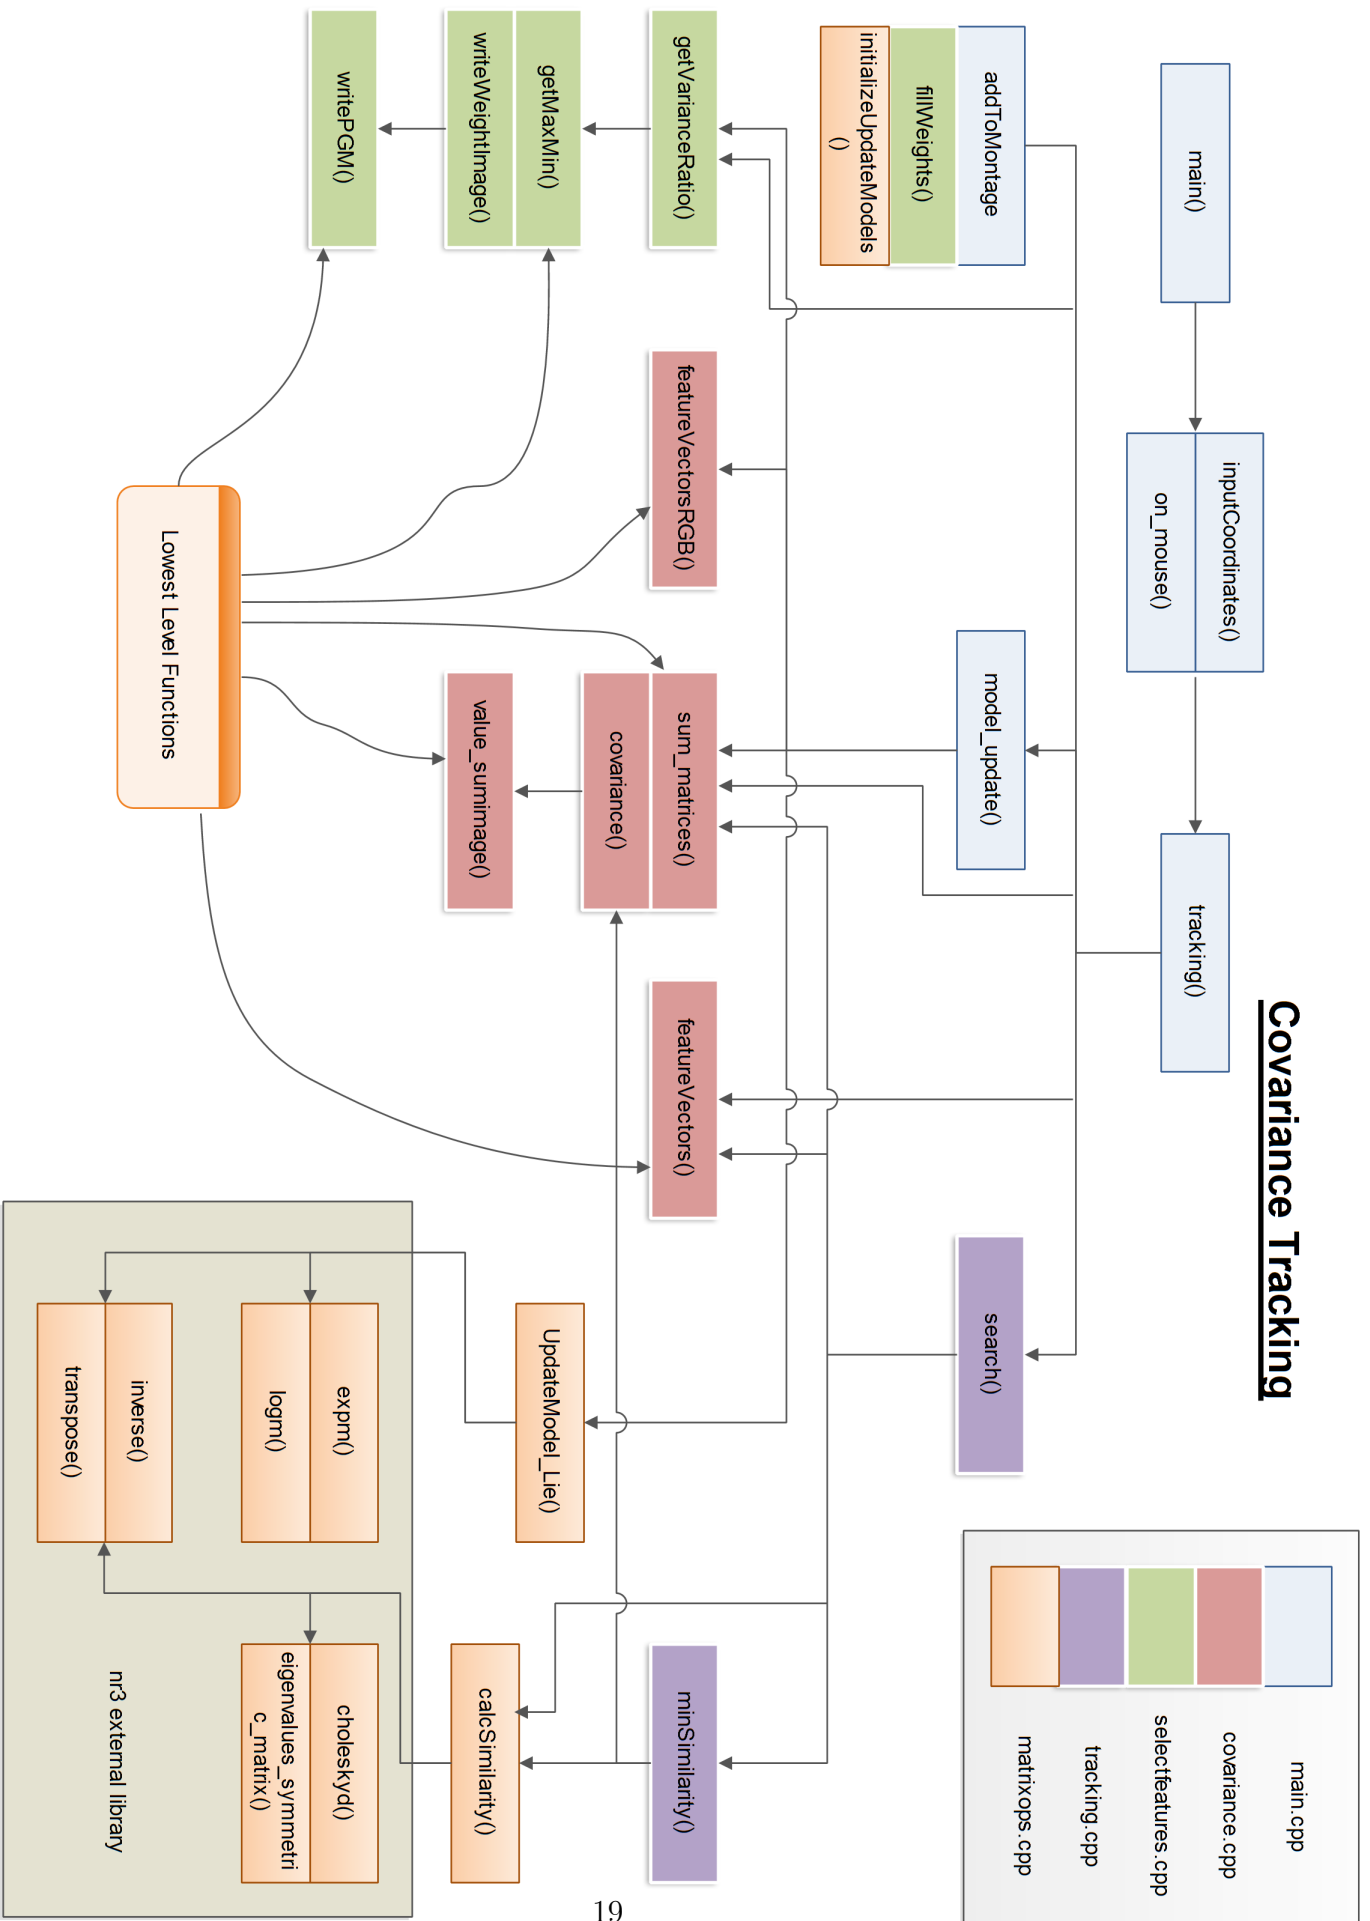 Covariance Tracking
main()
inputCoordinates()
on_mouse()
tracking()
main.cpp
covariance.cpp
selectfeatures.cpp
tracking.cpp
matrixops.cpp
addToMontage
fillWeights()
initializeUpdateModels
()
model_update()
search()
getVarianceRatio()
featureVectorsRGB()
sum_matrices()
covariance()
featureVectors()
minSimilarity()
getMaxMin()
writeWeightImage()
value_sumimage()
UpdateModel_Lie()
calcSimilarity()
writePGM()
Lowest Level Functions
expm()
logm()
choleskyd()
eigenvalues_symmetri
c_matrix()
inverse()
transpose()
nr3 external library
19